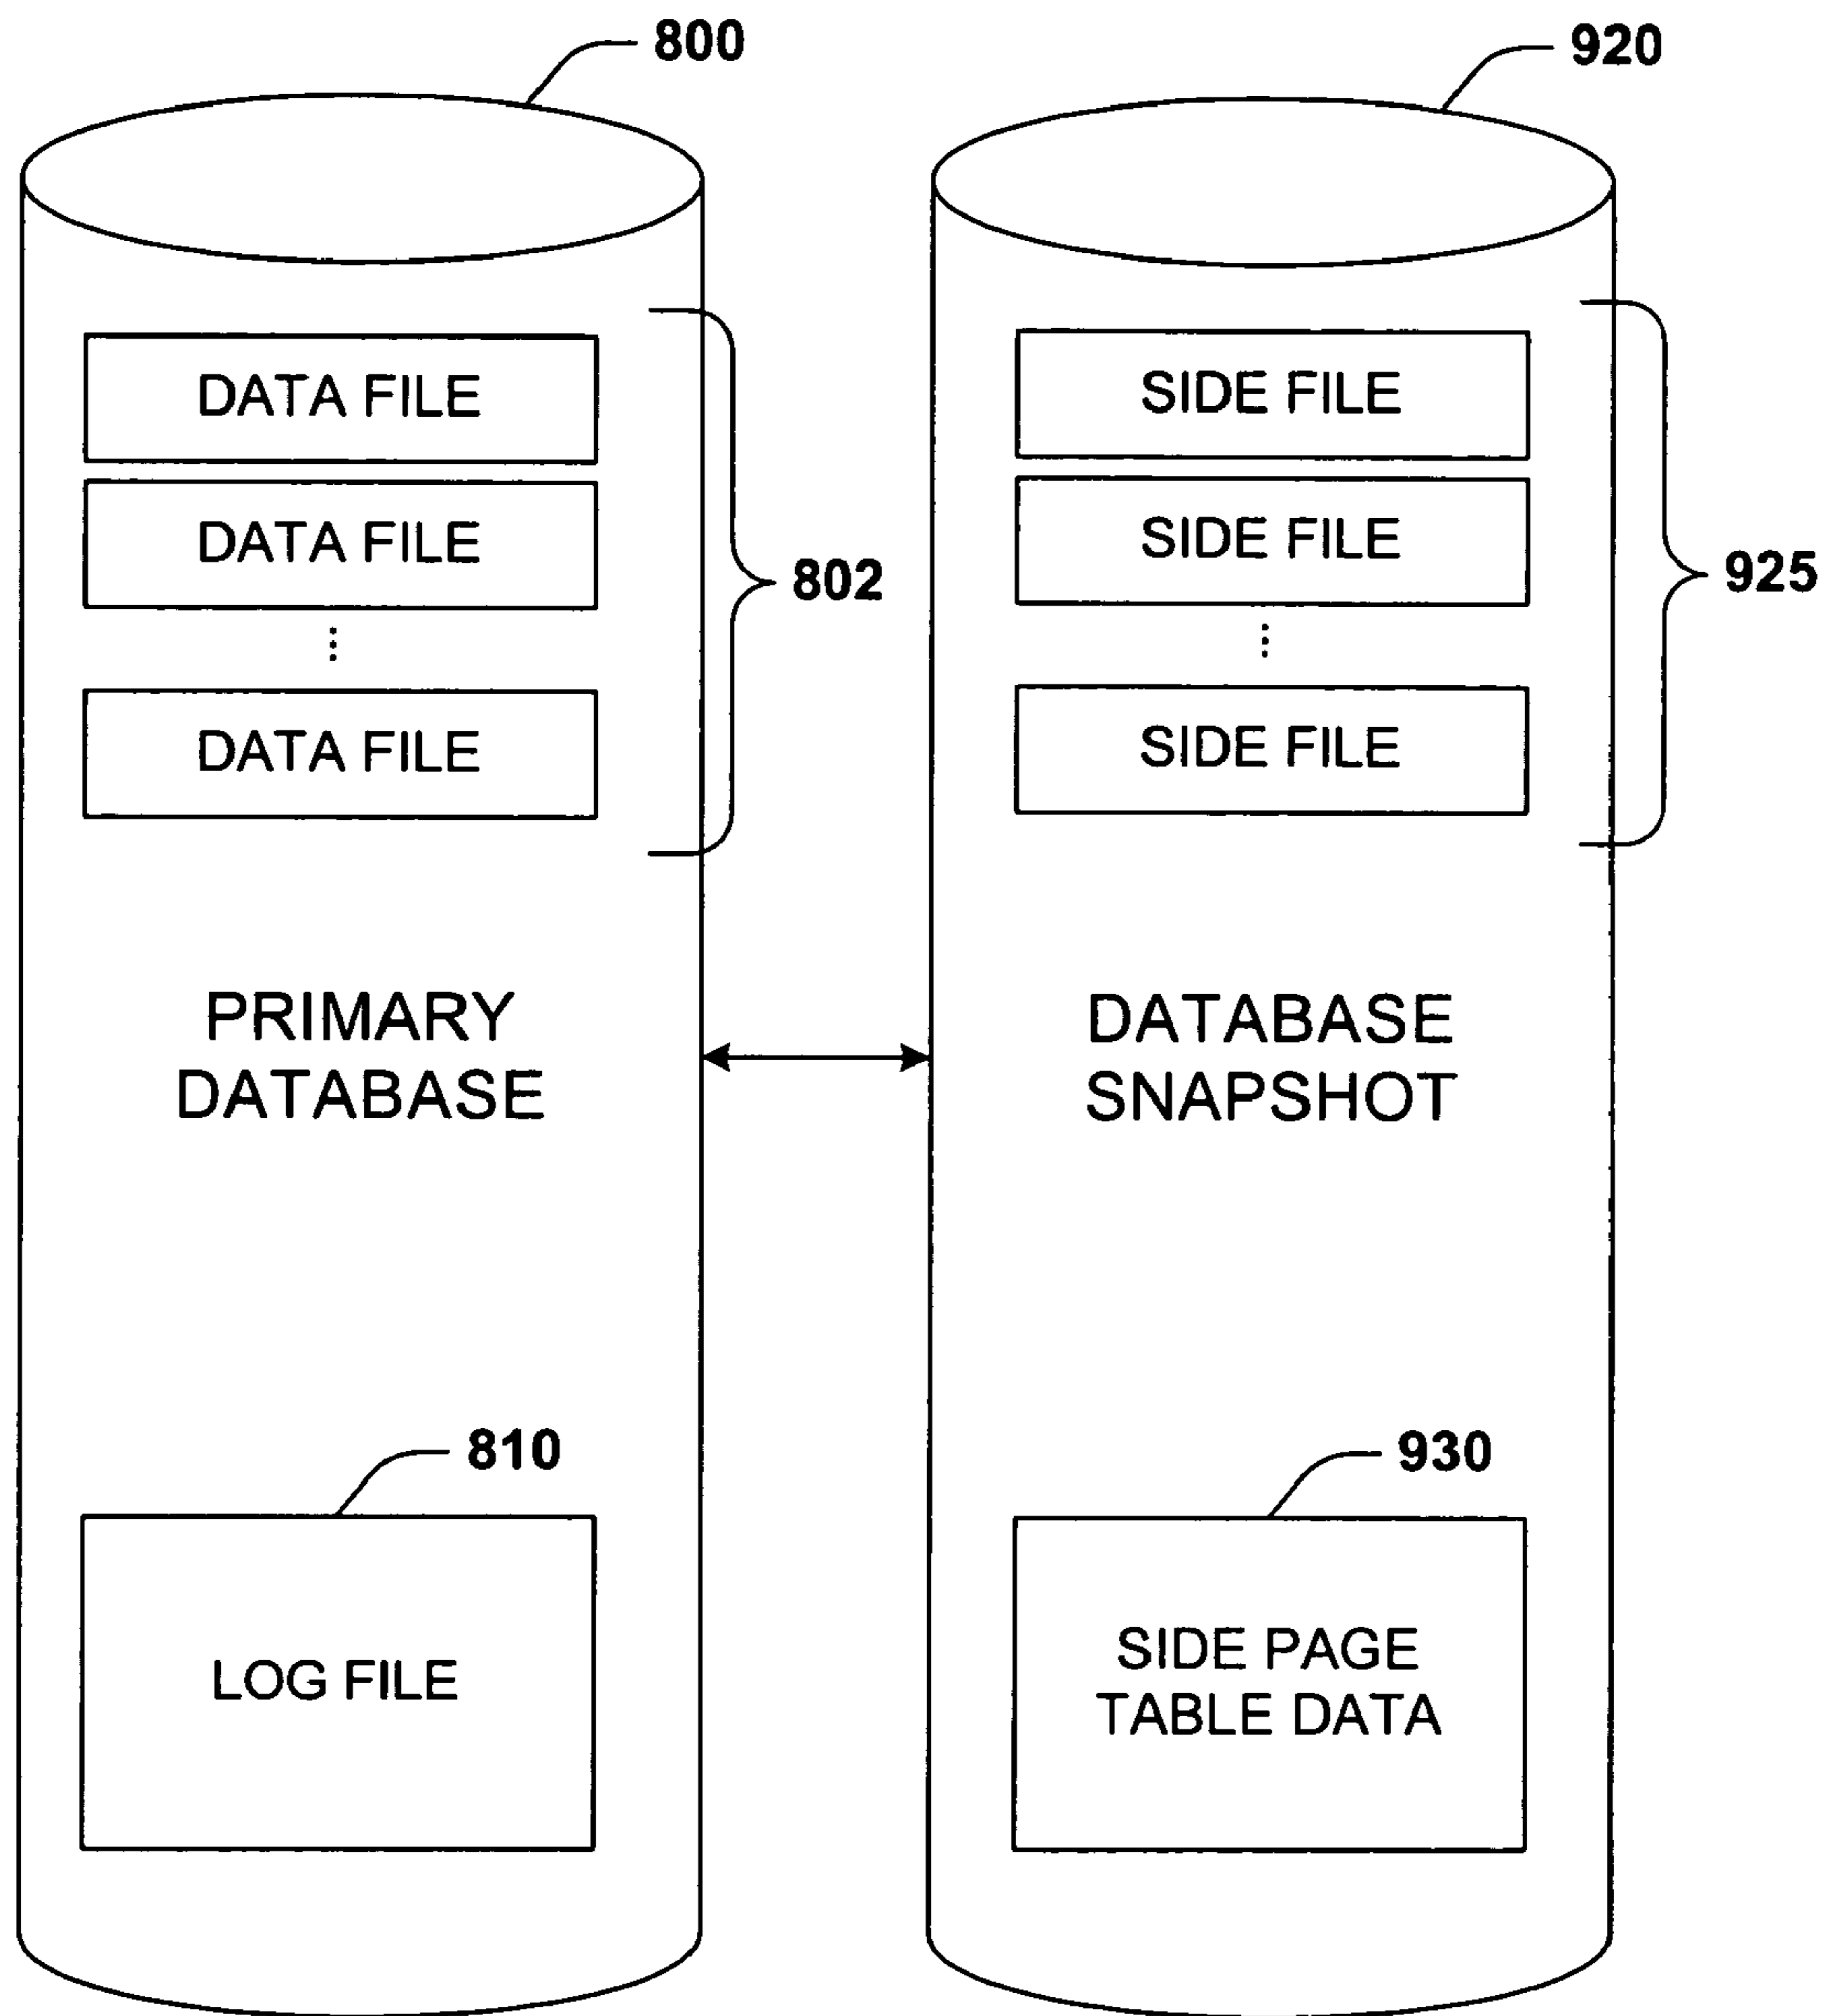 800
DATA FILE
DATA FILE
⋮
DATA FILE
802
PRIMARY
DATABASE
810
LOG FILE
920
SIDE FILE
SIDE FILE
⋮
SIDE FILE
925
DATABASE
SNAPSHOT
930
SIDE PAGE
TABLE DATA